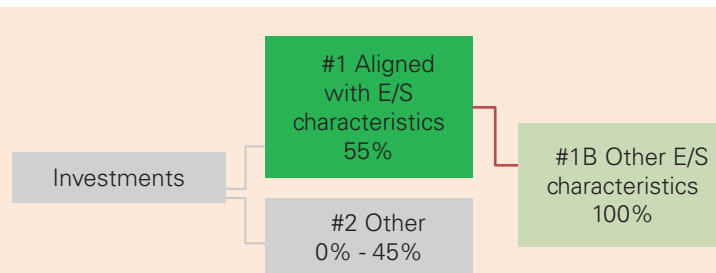 Investments
#1 Aligned
with E/S
characteristics
55%
#2 Other
0% - 45%
#1B Other E/S
characteristics
100%